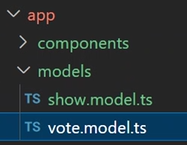 app
components
models
TS show.model.ts
TS vote.model.ts